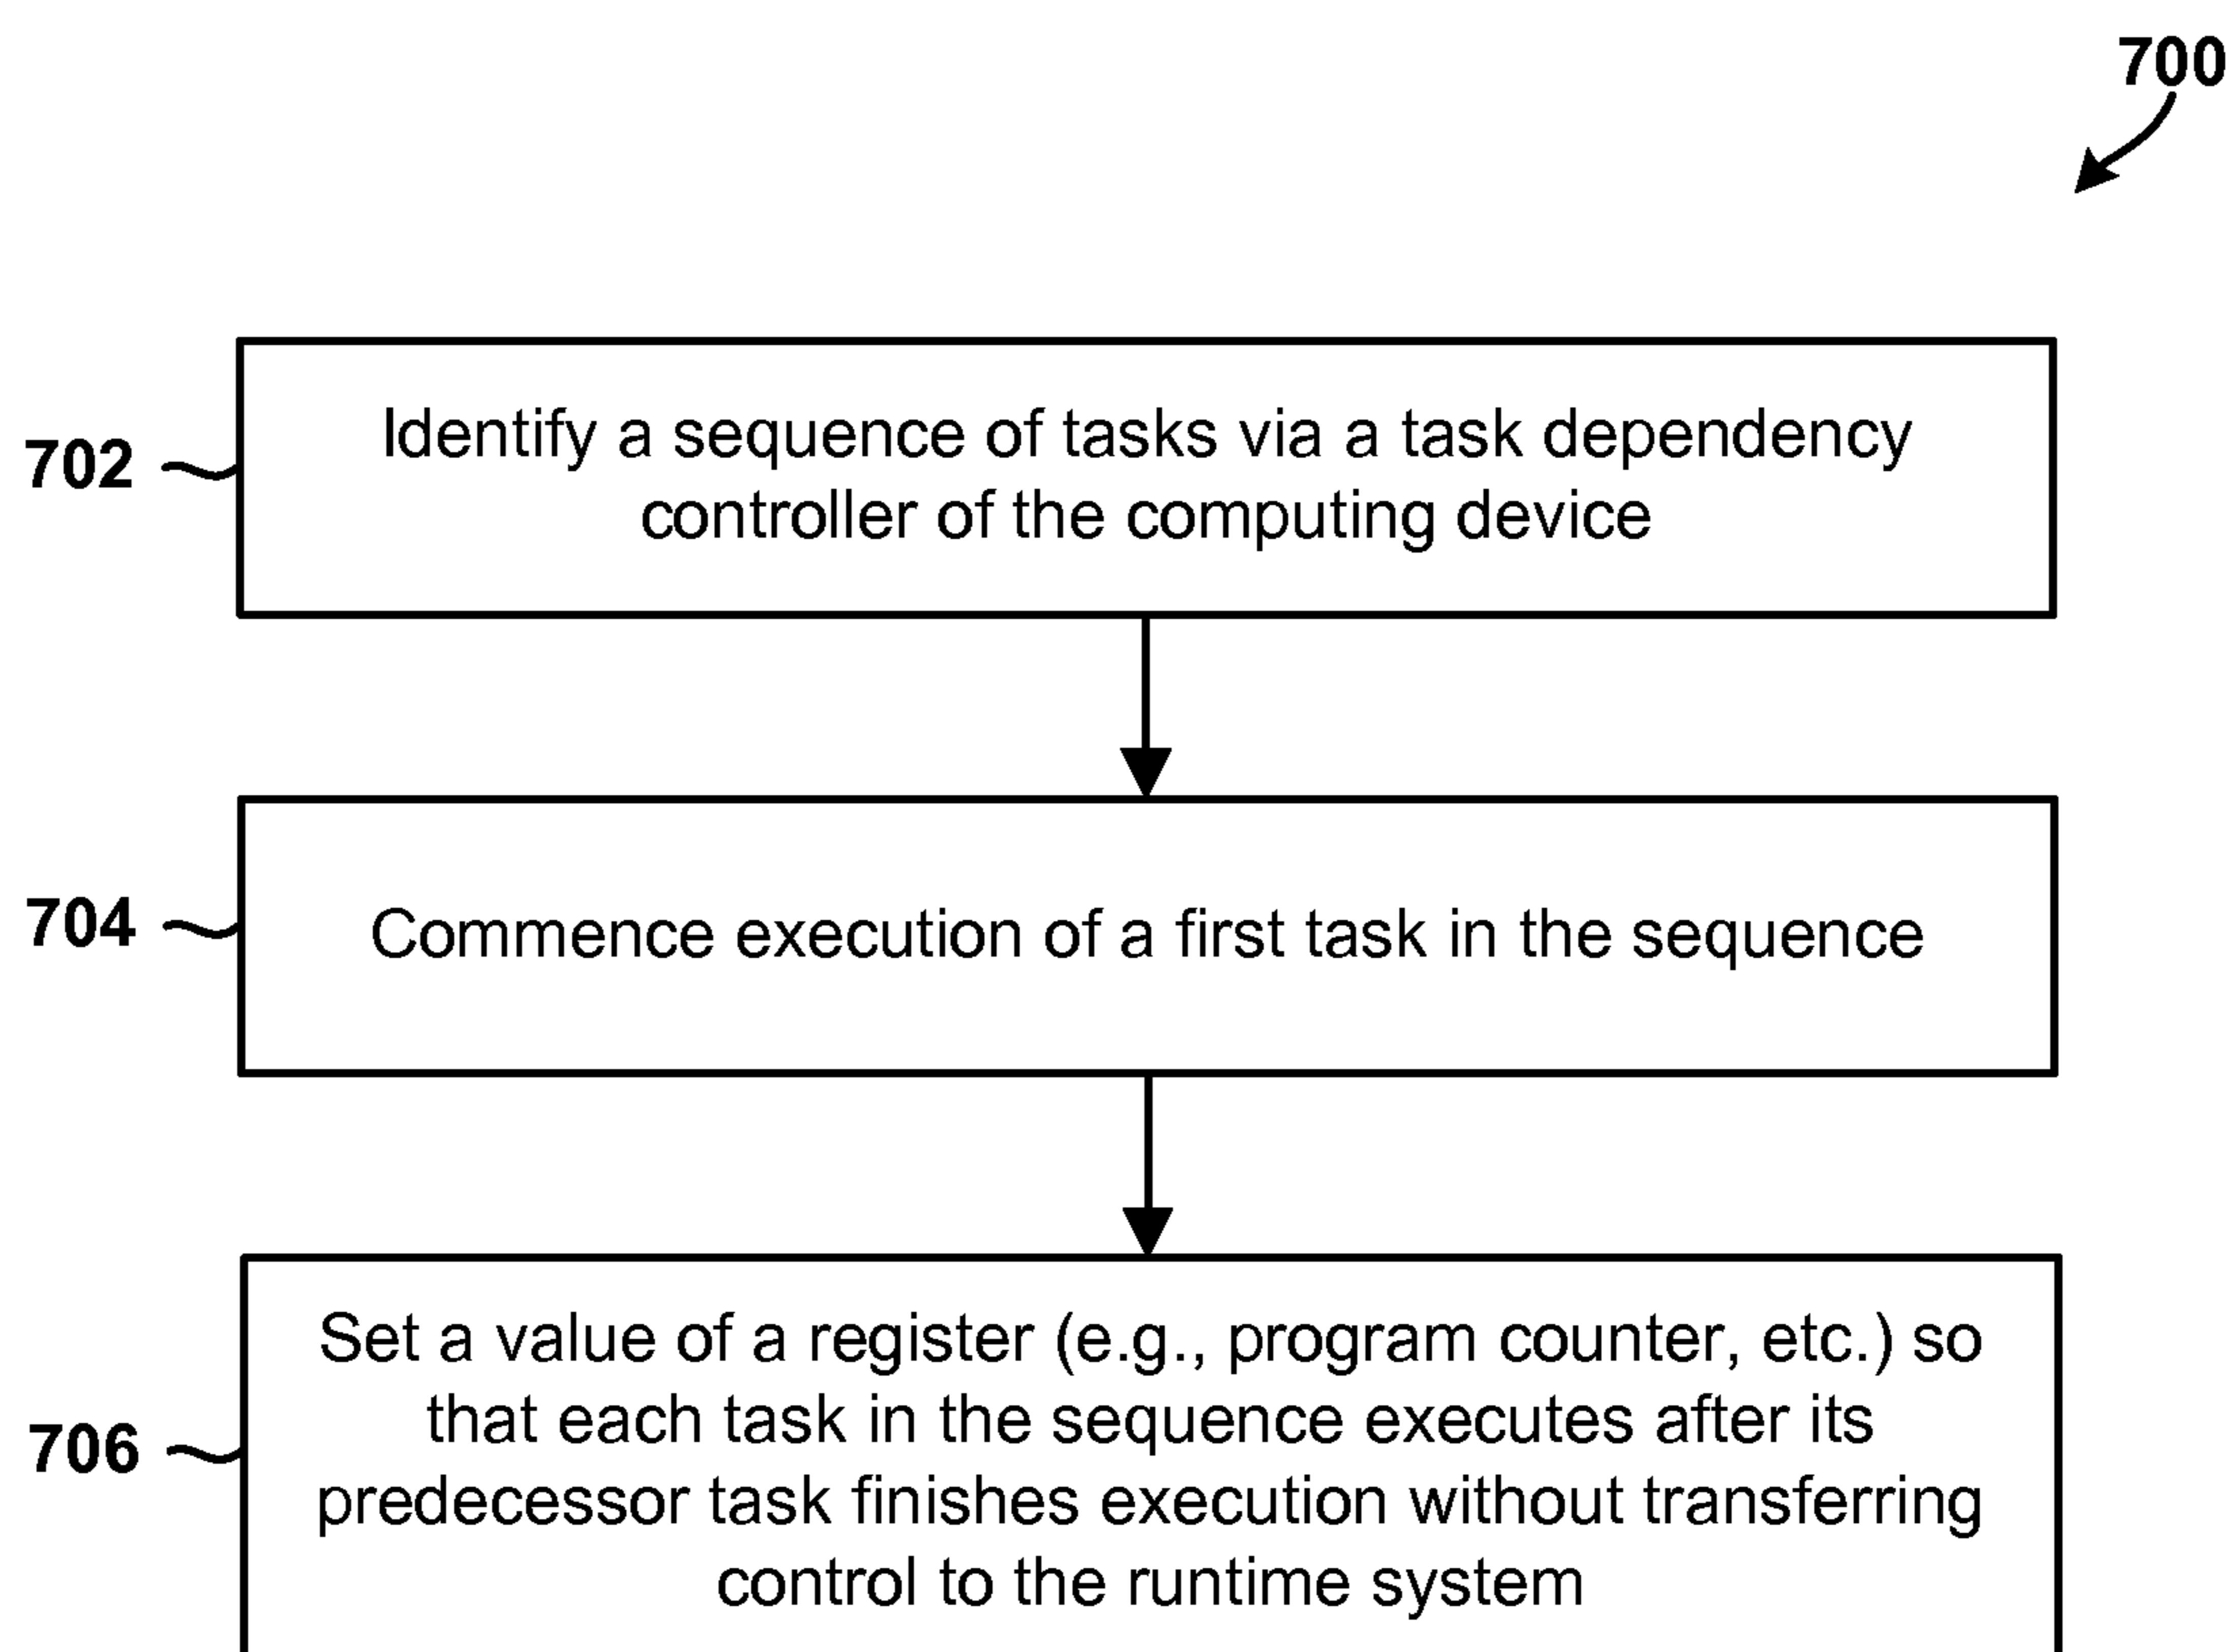 700
702
Identify a sequence of tasks via a task dependency
controller of the computing device
704
Commence execution of a first task in the sequence
706
Set a value of a register (e.g., program counter, etc.) so
that each task in the sequence executes after its
predecessor task finishes execution without transferring
control to the runtime system